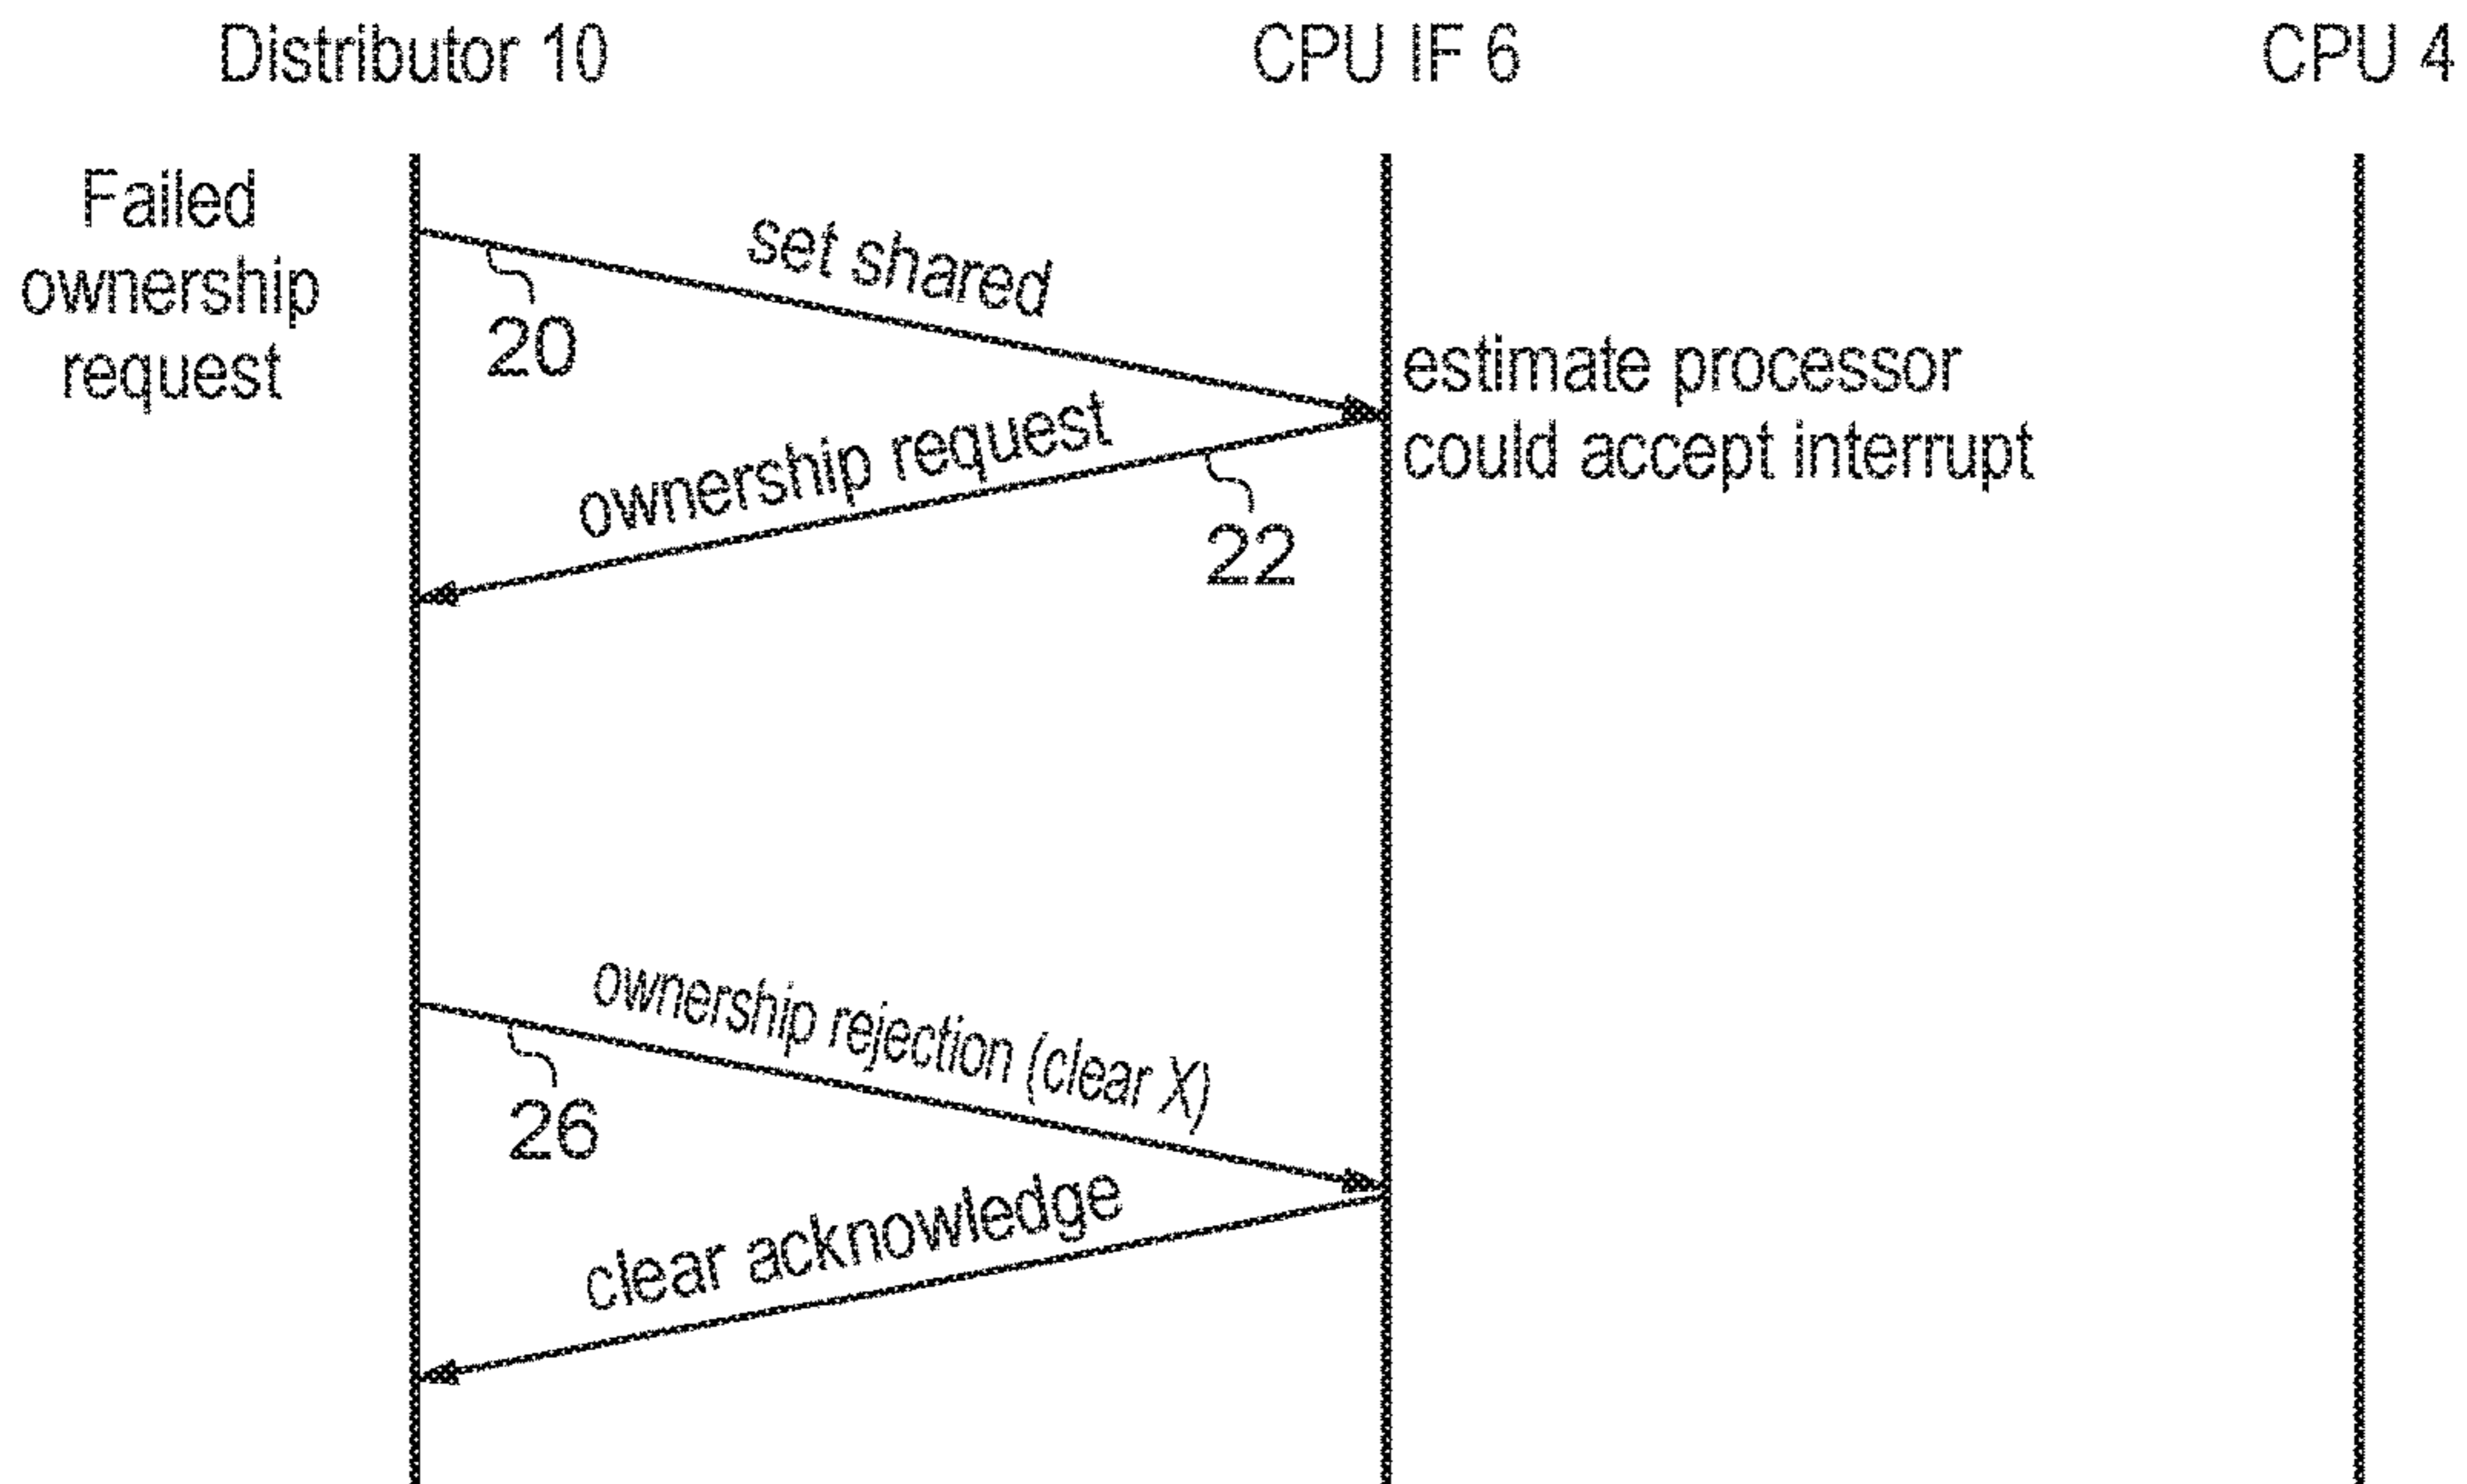 Distributor 10
CPU IF 6
CPU 4
Failed
ownership
request
set shared
20
estimate processor
could accept interrupt
ownership request
22
ownership rejection (clear X)
26
clear acknowledge